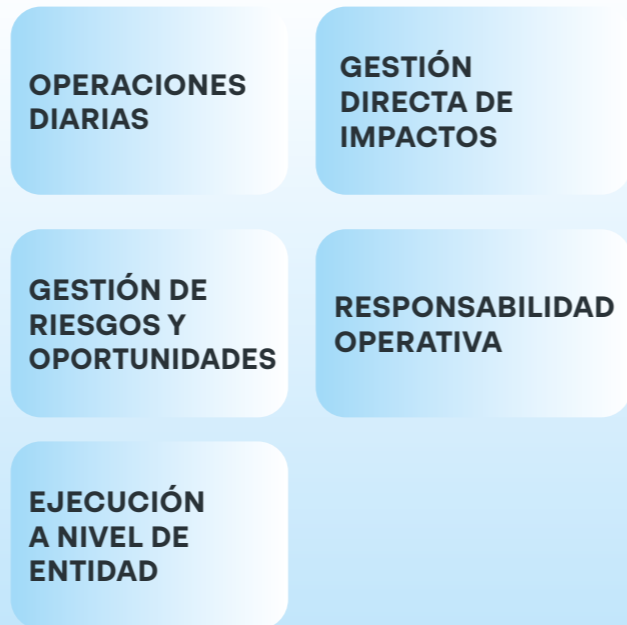 OPERACIONES
DIARIAS
GESTIÓN
DIRECTA DE
IMPACTOS
GESTIÓN DE
RIESGOS Y
OPORTUNIDADES
RESPONSABILIDAD
OPERATIVA
EJECUCIÓN
A NIVEL DE
ENTIDAD